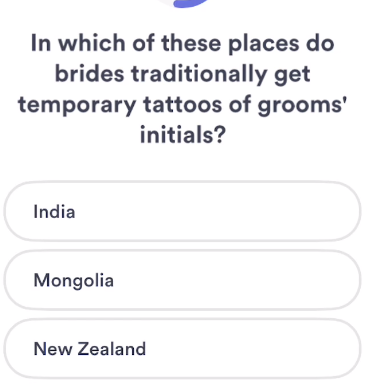 In which of these places do
brides traditionally get
temporary tattoos of grooms'
initials?
India
Mongolia
New Zealand